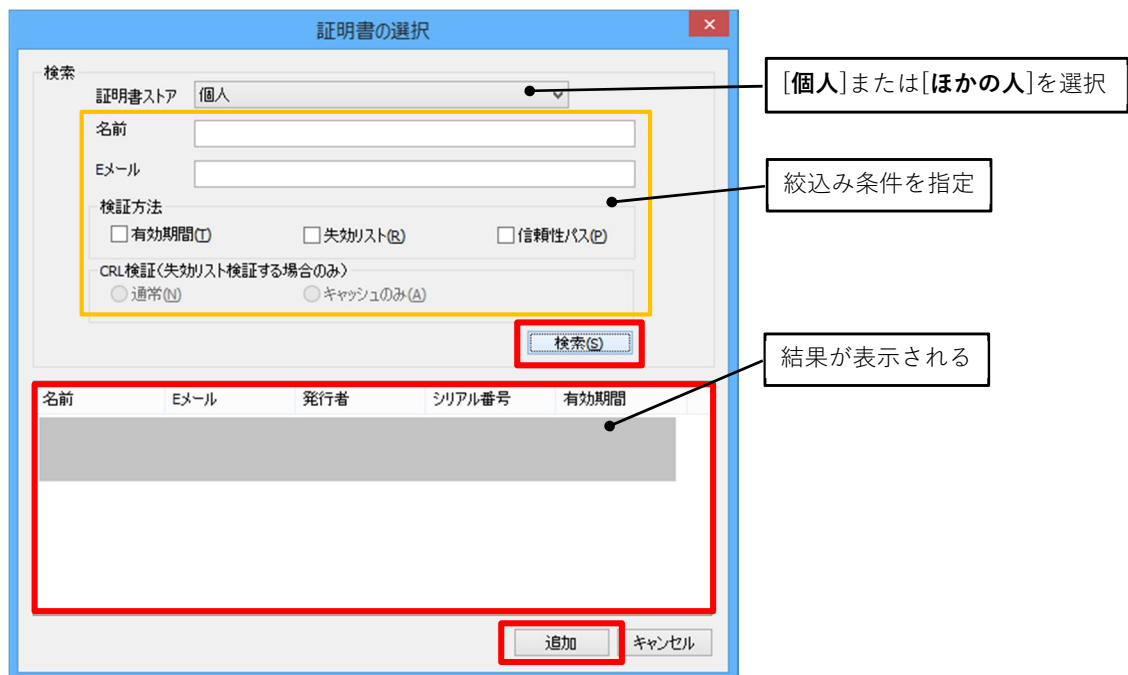 証明書の選択
検索
証明書ストア 個人
[個人]または[ほかの人]を選択
名前
Eメール
絞込み条件を指定
検証方法
有効期間(T) 失効リスト(R) 信頼性パス(P)
CRL検証(失効リスト検証する場合のみ)
通常(N) キャッシュのみ(A)
検索(S)
結果が表示される
名前 Eメール 発行者 シリアル番号 有効期間
追加 キャンセル